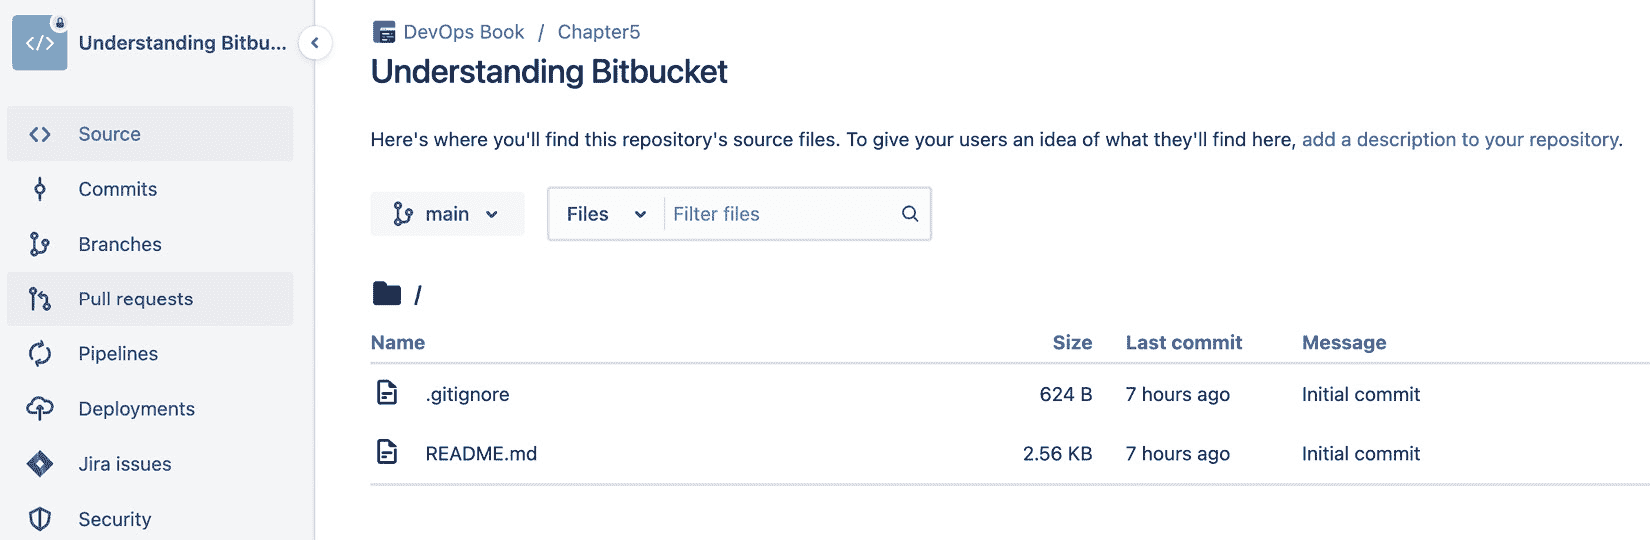 Understanding Bitbu...
Source
Commits
Branches
Pull requests
Pipelines
Deployments
Jira issues
Security
DevOps Book / Chapter5
Understanding Bitbucket
Here's where you'll find this repository's source files. To give your users an idea of what they'll find here, add a description to your repository.
main Files Filter files
/
Name Size Last commit Message
.gitignore 624 B 7 hours ago Initial commit
README.md 2.56 KB 7 hours ago Initial commit